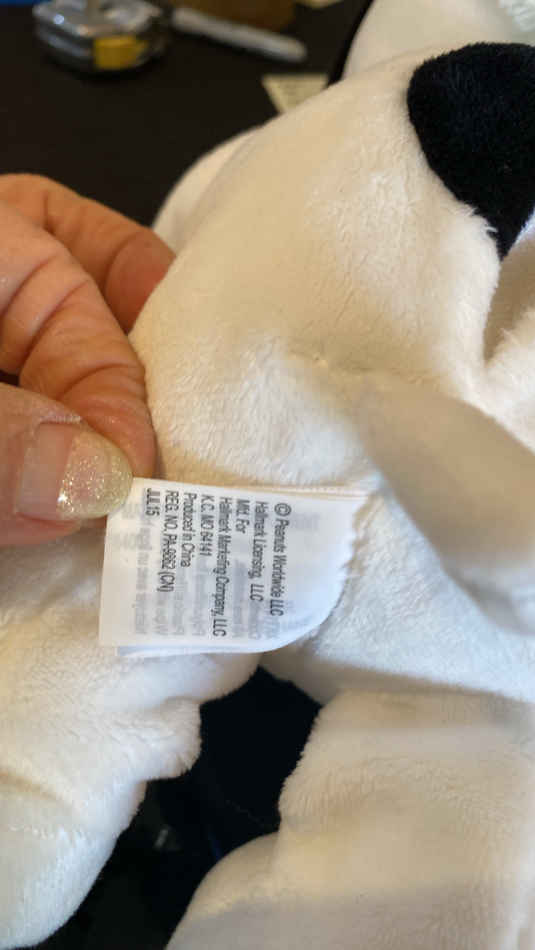 © Peanuts Worldwide LLC
Hallmark Licensing, LLC
Mfd. For
Hallmark Marketing Company, LLC
K.C. MO 64141
Produced in China
REG. NO. PA-9862 (CN)
JUL15